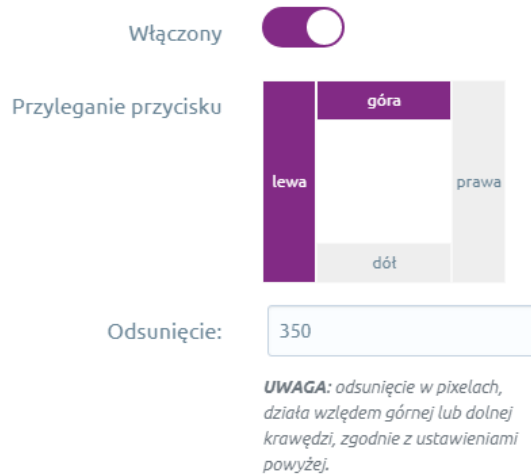 Włączony
Przyleganie przycisku
góra
lewa
prawa
dół
Odsunięcie:
350
UWAGA: odsunięcie w pixelach,
działa wzlędem górnej lub dolnej
krawędzi, zgodnie z ustawieniami
powyżej.